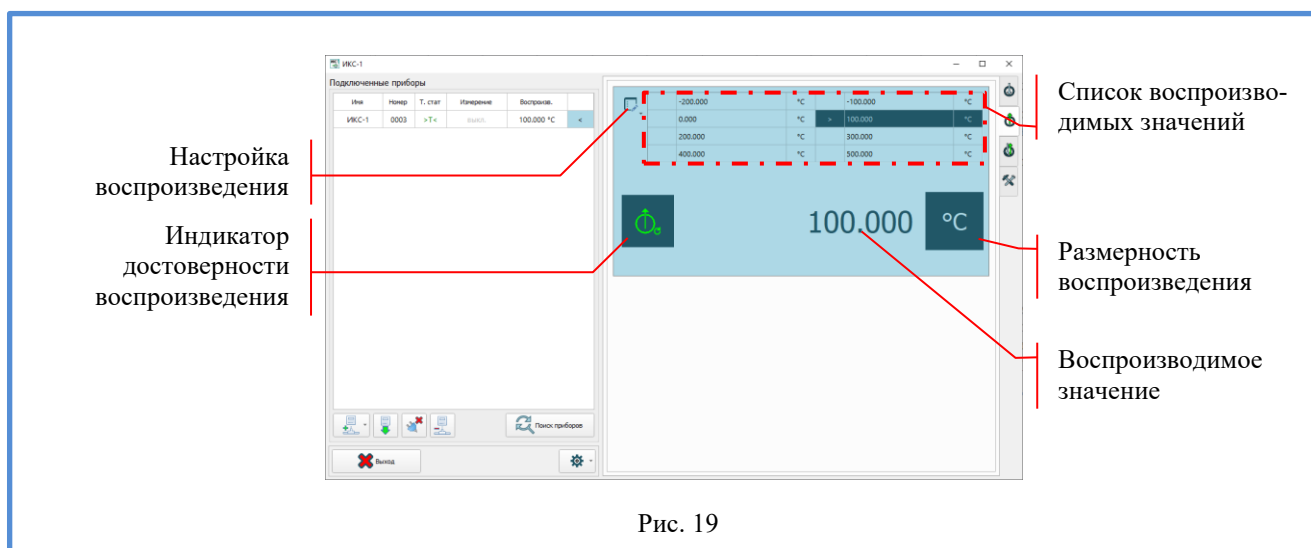 ИКС-1
Подключенные приборы
Имя Номер Т. стат Измерение Воспроизв.
ИКС-1 0003 >T< выкл. 100.000 °C <
-200.000 °C -100.000 °C
0.000 °C > 100.000 °C
200.000 °C 300.000 °C
400.000 °C 500.000 °C
100.000 °C
Поиск приборов
Выход
Настройка
воспроизведения
Индикатор
достоверности
воспроизведения
Список воспроизво-
димых значений
Размерность
воспроизведения
Воспроизводимое
значение
Рис. 19